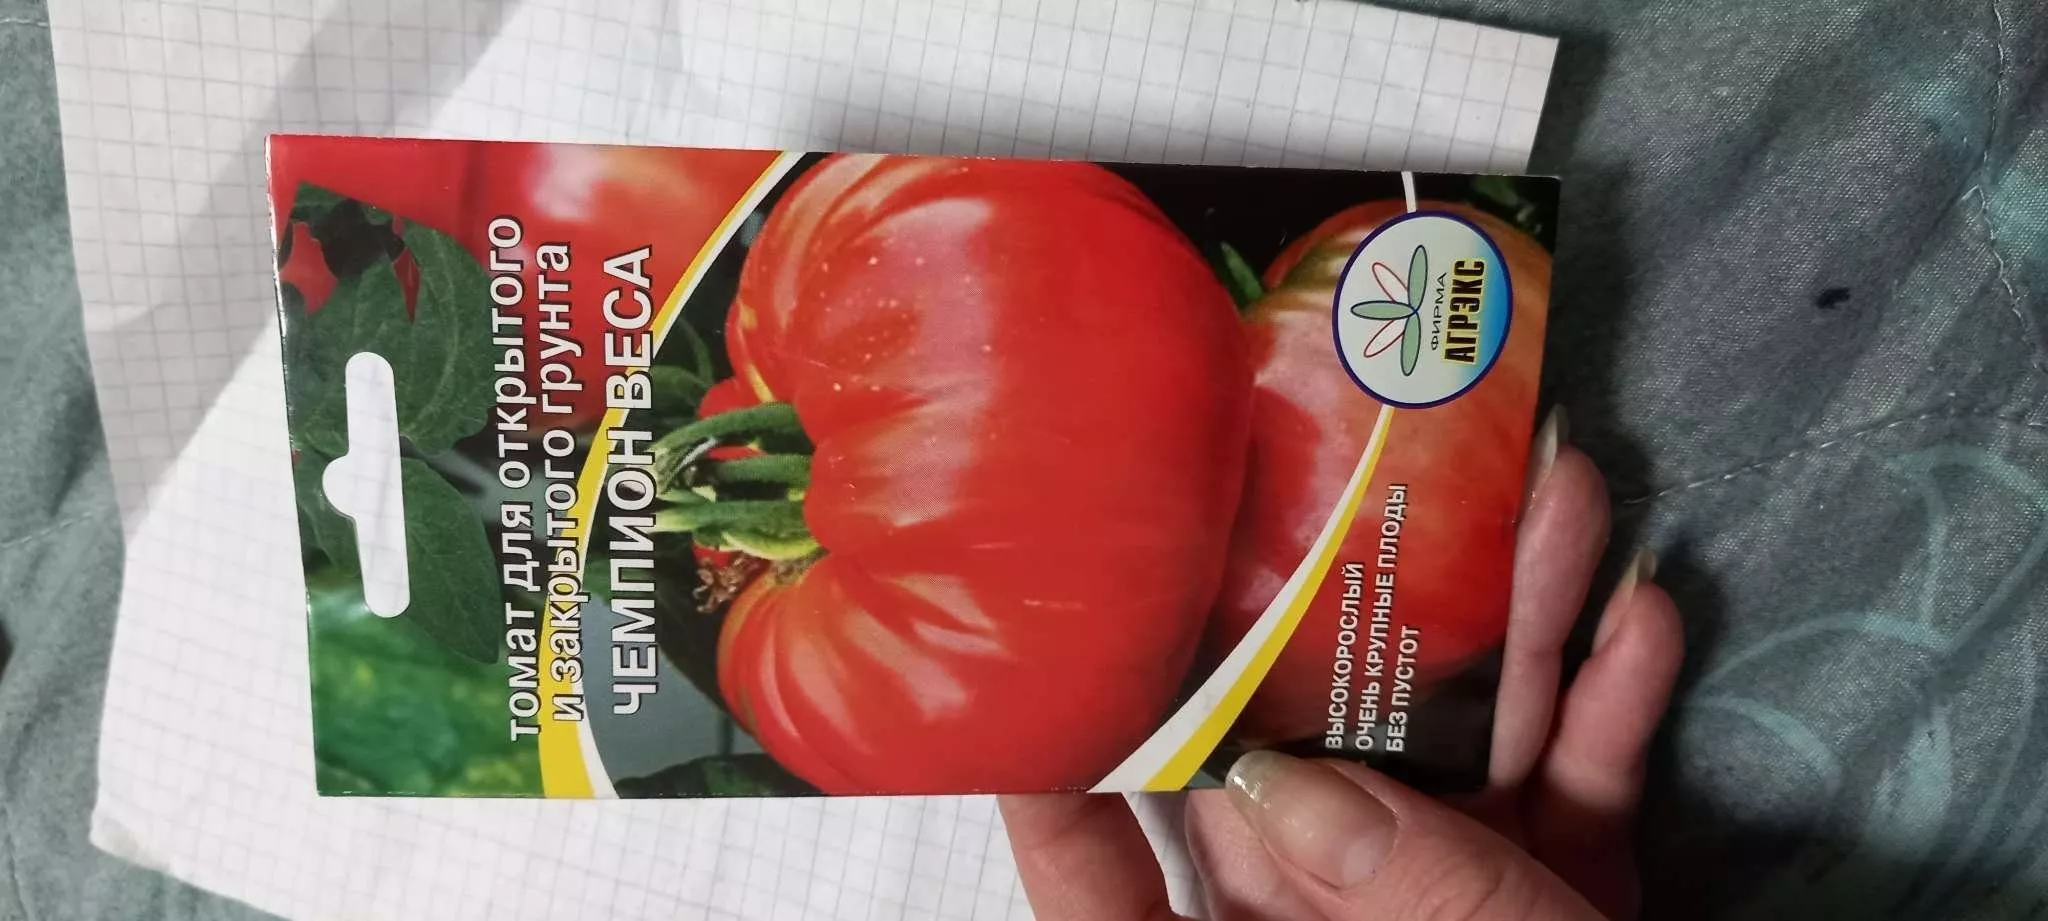 томат для открытого
и закрытого грунта
ЧЕМПИОН ВЕСА
ФИРМА
АГРЭКС
ВЫСОКОРОСЛЫЙ
ОЧЕНЬ КРУПНЫЕ ПЛОДЫ
БЕЗ ПУСТОТ